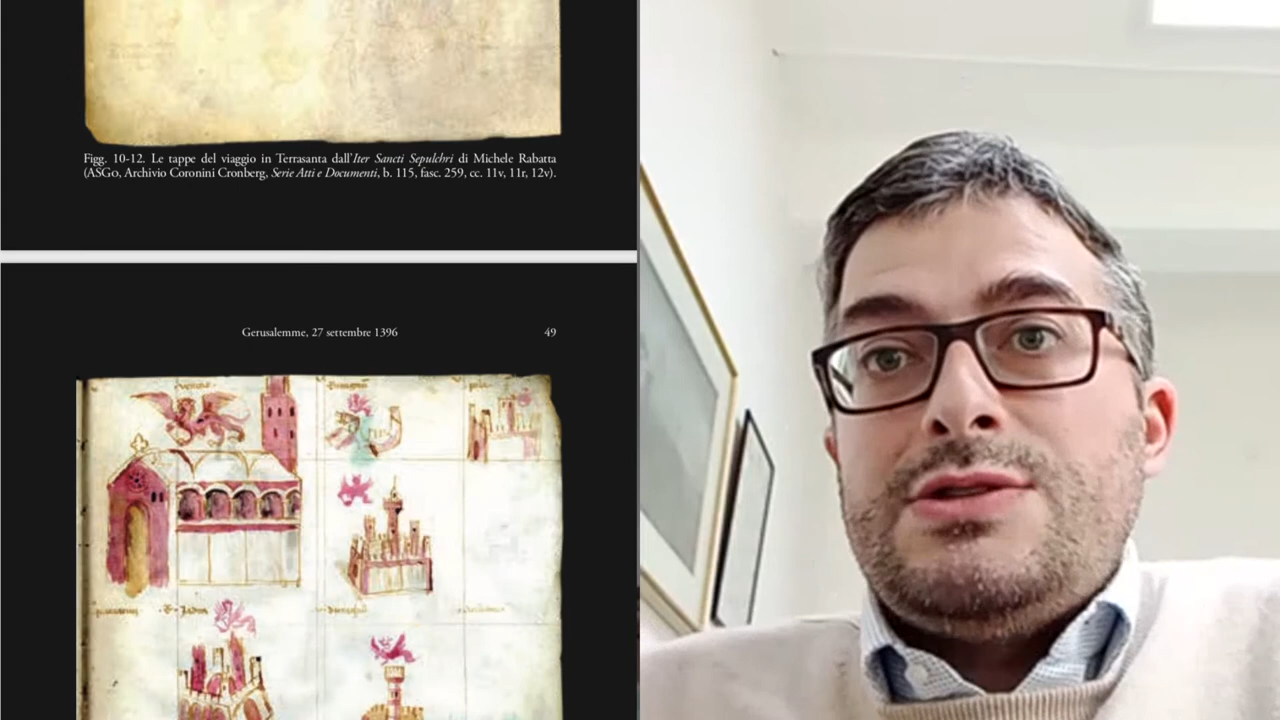 Figg. 10-12. Le tappe del viaggio in Terrasanta dall'Iter Sancti Sepulchri di Michele Rabatta
(ASGo, Archivio Coronini Cronberg, Serie Atti e Documenti, b. 115, fasc. 259, cc. 11v, 11r, 12v).
Gerusalemme, 27 settembre 1396
49